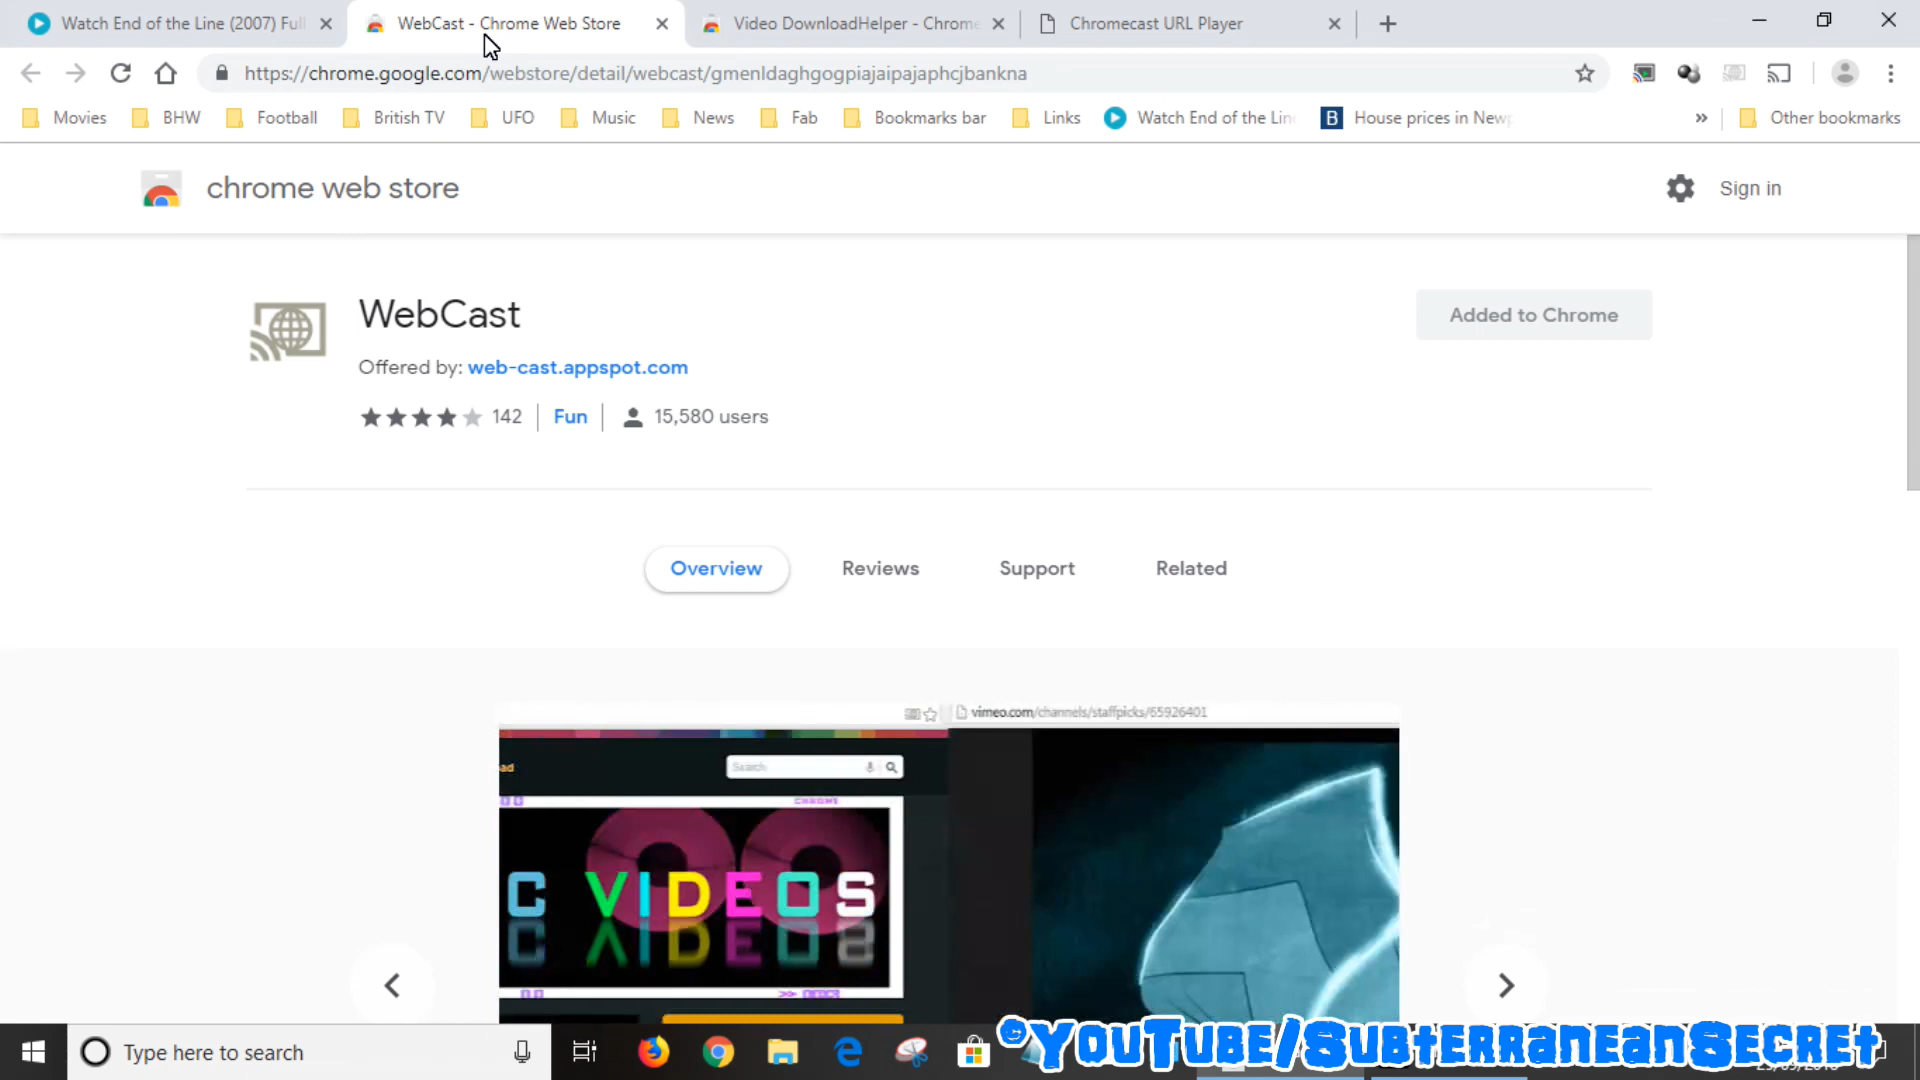 Watch End of the Line (2007) Full
WebCast - Chrome Web Store
Video DownloadHelper - Chrome
Chromecast URL Player
https://chrome.google.com/webstore/detail/webcast/gmenldaghgogpiajaipajaphcjbankna
Movies
BHW
Football
British TV
UFO
Music
News
Fab
Bookmarks bar
Links
Watch End of the Line
B House prices in Newp
» Other bookmarks
chrome web store
Sign in
WebCast
Added to Chrome
Offered by: web-cast.appspot.com
142 Fun 15,580 users
Overview Reviews Support Related
vimeo.com/channels/staffpicks/65926401
ad
Search
CHROME
C VIDEOS
Type here to search
©YouTube/SubterraneanSecret